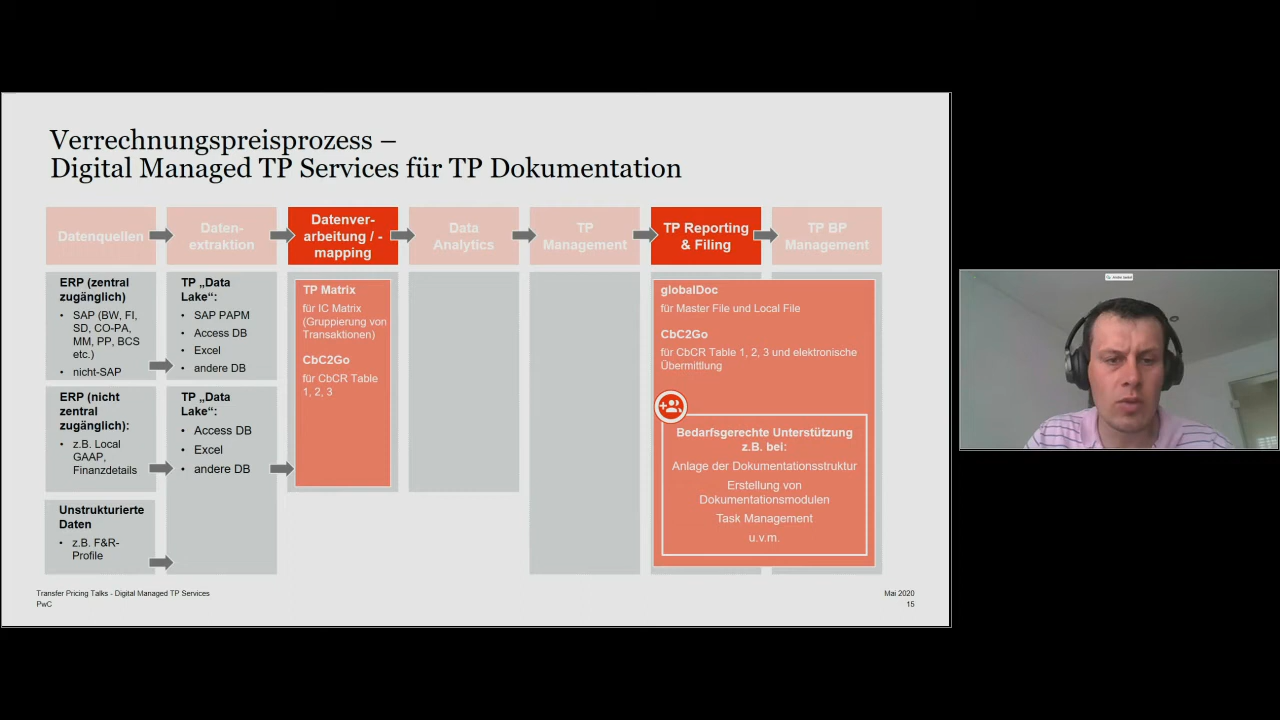 Verrechnungspreisprozess –
Digital Managed TP Services für TP Dokumentation
Datenquellen
Daten-
extraktion
Datenver-
arbeitung / -
mapping
Data
Analytics
TP
Management
TP Reporting
& Filing
TP BP
Management
ERP (zentral
zugänglich)
• SAP (BW, FI,
SD, CO-PA,
MM, PP, BCS
etc.)
• nicht-SAP
ERP (nicht
zentral
zugänglich):
• z.B. Local
GAAP,
Finanzdetails
Unstrukturierte
Daten
• z.B. F&R-
Profile
TP „Data
Lake“:
• SAP PAPM
• Access DB
• Excel
• andere DB
TP „Data
Lake“:
• Access DB
• Excel
• andere DB
TP Matrix
für IC Matrix
(Gruppierung von
Transaktionen)
CbC2Go
für CbCR Table
1, 2, 3
globalDoc
für Master File und Local File
CbC2Go
für CbCR Table 1, 2, 3 und elektronische
Übermittlung
Bedarfsgerechte Unterstützung
z.B. bei:
Anlage der Dokumentationsstruktur
Erstellung von
Dokumentationsmodulen
Task Management
u.v.m.
Transfer Pricing Talks - Digital Managed TP Services
PwC
Mai 2020
15